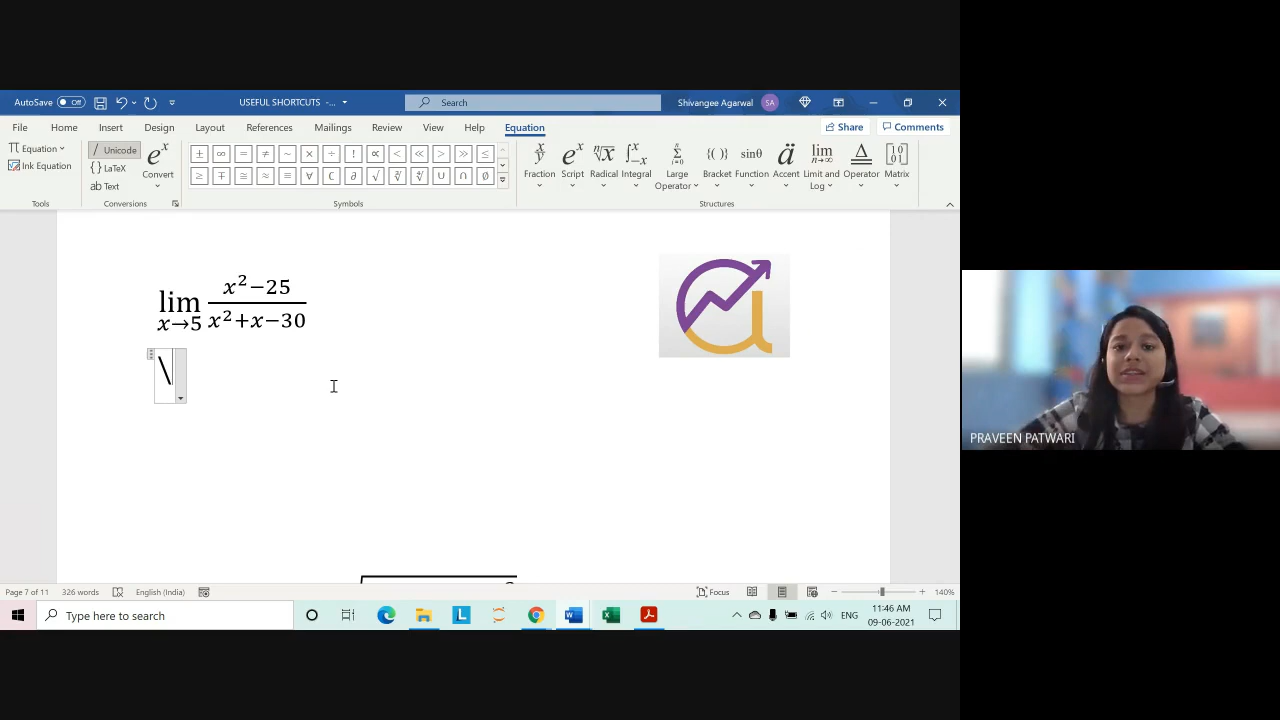 AutoSave Off USEFUL SHORTCUTS -... Search Shivangee Agarwal SA
File Home Insert Design Layout References Mailings Review View Help Equation Share Comments
π Equation / Unicode e^x ± ∞ = ≠ ~ × ÷ ! ∝ < ≪ > ≫ ≤
Ink Equation {} LaTeX Convert ≥ ∓ ≅ ≈ ≡ ∀ ∁ ∂ √ ∛ ∜ ∪ ∩ ∅
ab Text
Fraction Script Radical Integral Large Operator Bracket Function Accent Limit and Log Operator Matrix
Tools Conversions Symbols Structures
lim x→5 (x²−25)/(x²+x−30)
\
PRAVEEN PATWARI
Page 7 of 11 326 words English (India) Focus 140%
Type here to search ENG 11:46 AM
09-06-2021